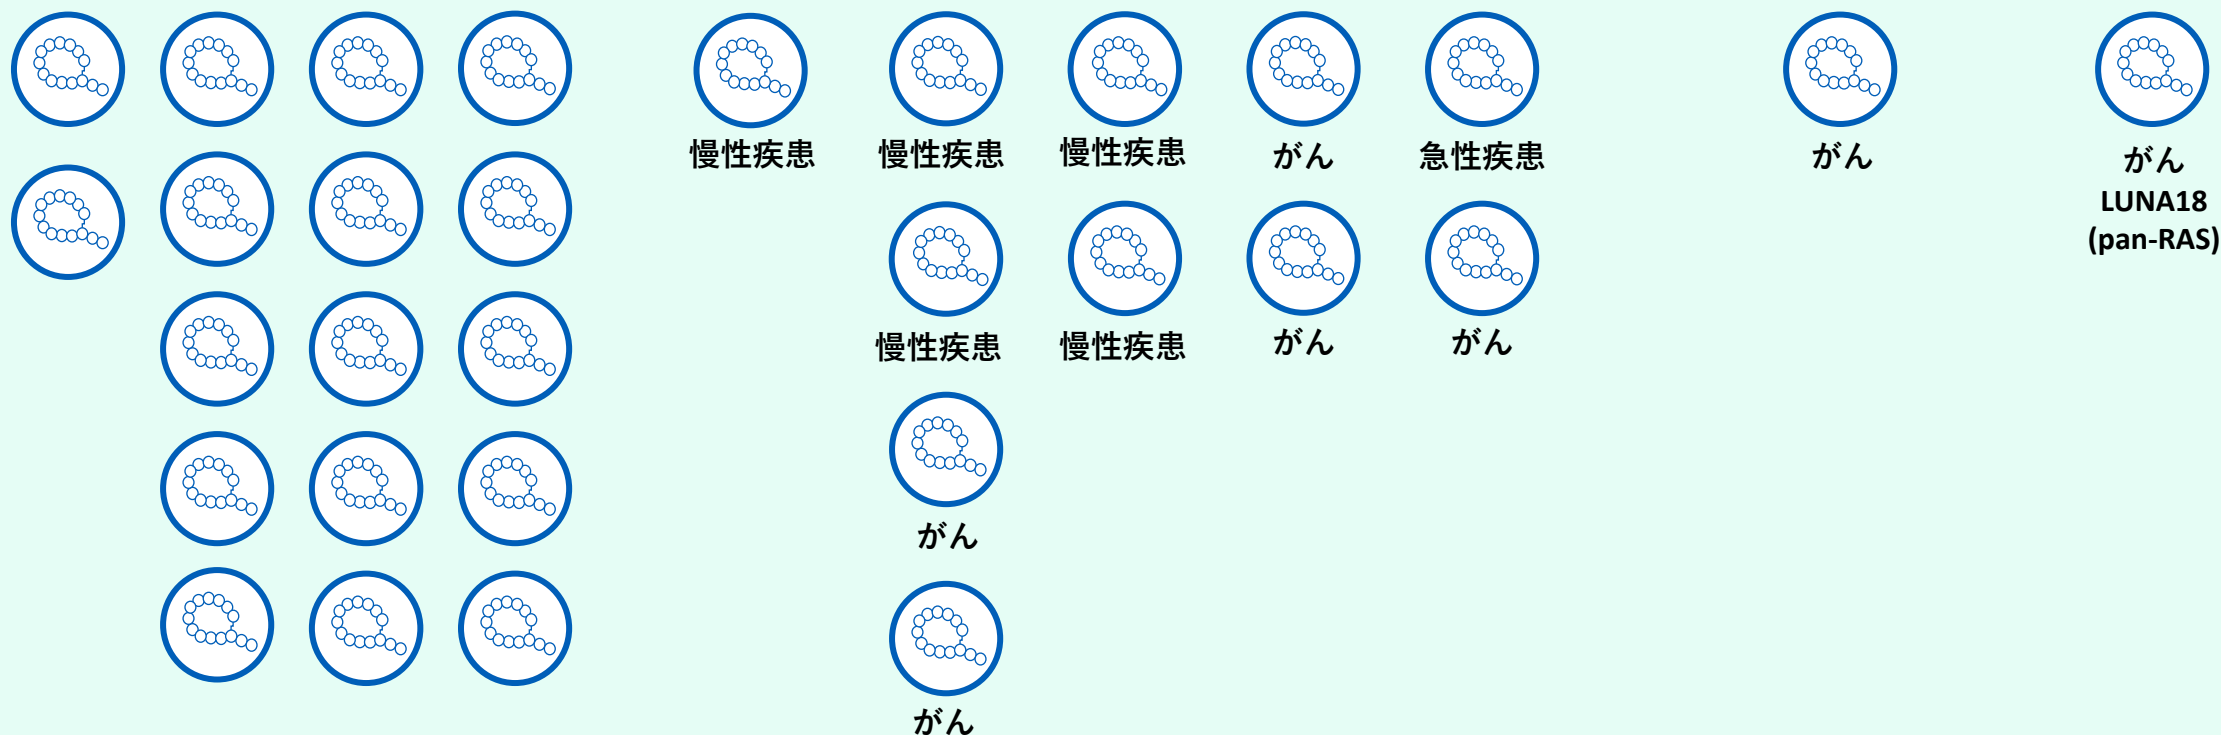 慢性疾患
慢性疾患
慢性疾患
がん
急性疾患
がん
がん
LUNA18
(pan-RAS)
慢性疾患
慢性疾患
がん
がん
がん
がん